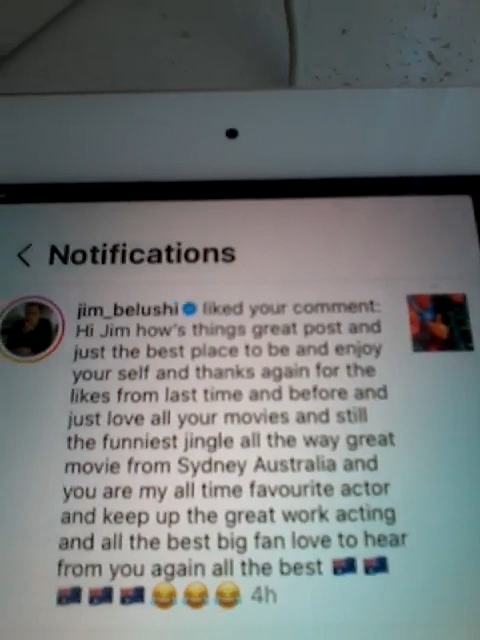 < Notifications
jim_belushi liked your comment:
Hi Jim how's things great post and
just the best place to be and enjoy
your self and thanks again for the
likes from last time and before and
just love all your movies and still
the funniest jingle all the way great
movie from Sydney Australia and
you are my all time favourite actor
and keep up the great work acting
and all the best big fan love to hear
from you again all the best 🇦🇺 🇦🇺
🇦🇺 🇦🇺 🇦🇺 😂 😂 😂 4h